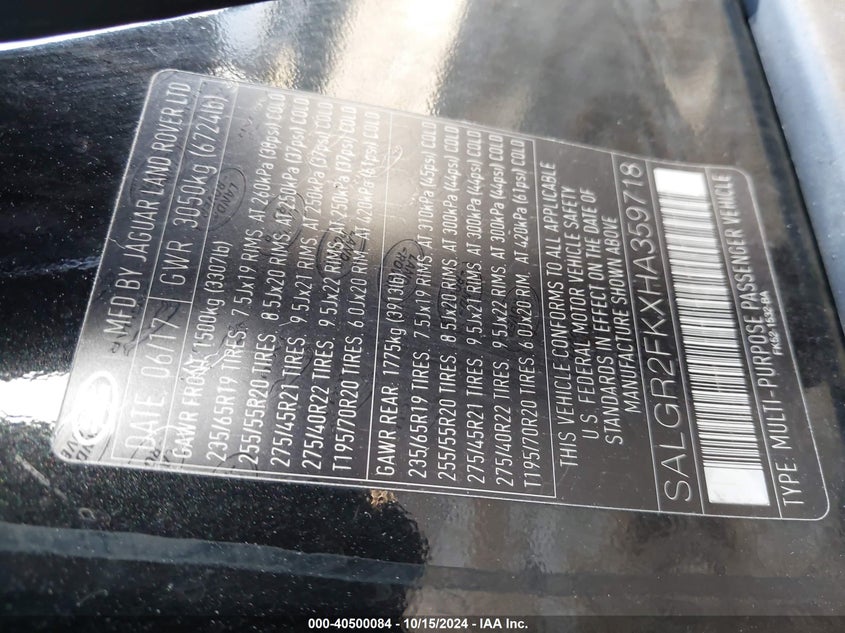 MFD BY JAGUAR LAND ROVER LTD
DATE: 06/17 GWR 3050kg (6724lb)
GAWR FRONT 1500kg (3307lb)
235/65R19 TIRES. 7.5Jx19 RIMS. AT 260kPa (38psi) COLD
255/55R20 TIRES. 8.5Jx20 RIMS. AT 250kPa (37psi) COLD
275/45R21 TIRES. 9.5Jx21 RIMS. AT 250kPa (37psi) COLD
275/40R22 TIRES. 9.5Jx22 RIMS. AT 250kPa (37psi) COLD
T195/70R20 TIRES. 6.0Jx20 RIM. AT 420kPa (61psi) COLD
GAWR REAR: 1775kg (3913lb)
235/65R19 TIRES. 7.5Jx19 RIMS. AT 310kPa (45psi) COLD
255/55R20 TIRES. 8.5Jx20 RIMS. AT 300kPa (44psi) COLD
275/45R21 TIRES. 9.5Jx21 RIMS. AT 300kPa (44psi) COLD
275/40R22 TIRES. 9.5Jx22 RIMS. AT 300kPa (44psi) COLD
T195/70R20 TIRES. 6.0Jx20 RIM. AT 420kPa (61psi) COLD
THIS VEHICLE CONFORMS TO ALL APPLICABLE
U.S. FEDERAL MOTOR VEHICLE SAFETY
STANDARDS IN EFFECT ON THE DATE OF
MANUFACTURE SHOWN ABOVE
SALGR2FKXHA359718
TYPE: MULTI-PURPOSE PASSENGER VEHICLE
000-40500084 - 10/15/2024 - IAA Inc.